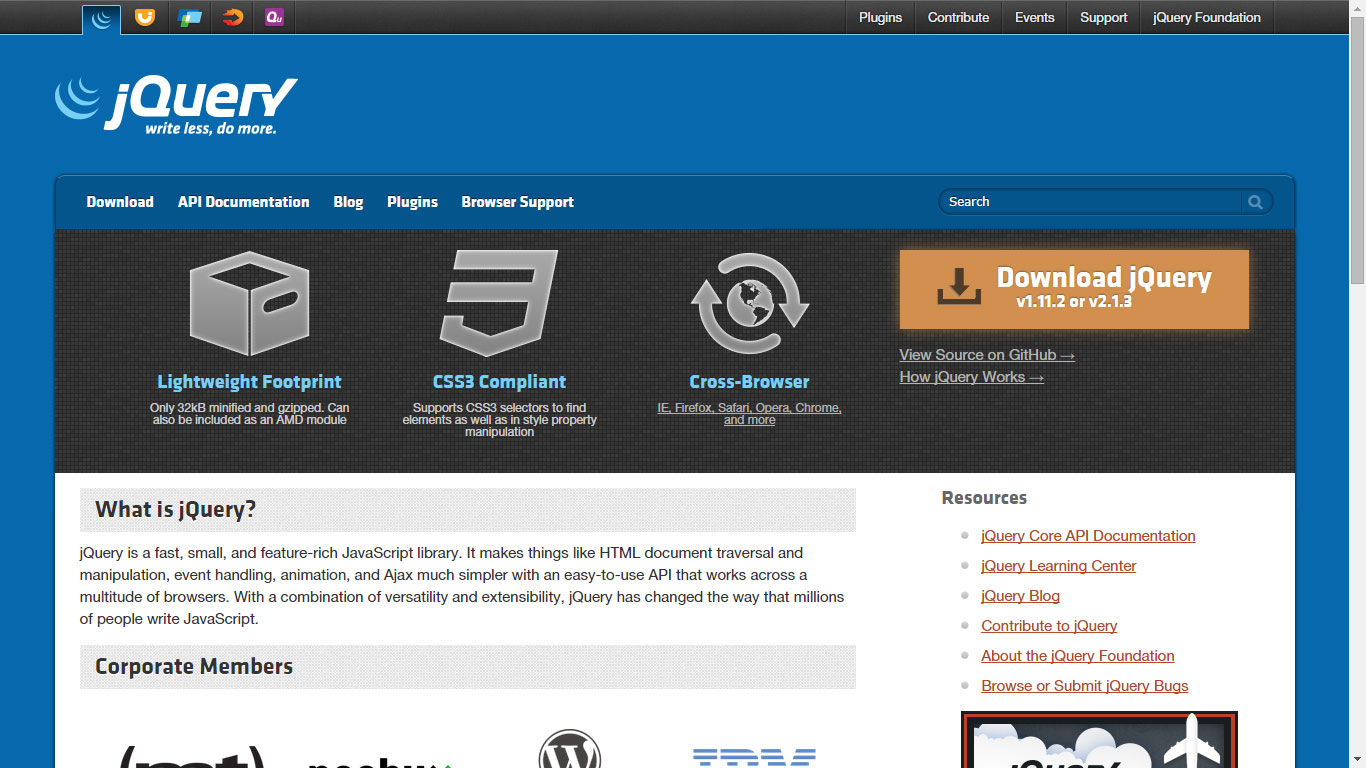 Qu
Plugins
Contribute
Events
Support
jQuery Foundation
jQuery
write less, do more.
Download
API Documentation
Blog
Plugins
Browser Support
Search
Lightweight Footprint
Only 32kB minified and gzipped. Can
also be included as an AMD module
CSS3 Compliant
Supports CSS3 selectors to find
elements as well as in style property
manipulation
Cross-Browser
IE, Firefox, Safari, Opera, Chrome,
and more
Download jQuery
v1.11.2 or v2.1.3
View Source on GitHub →
How jQuery Works →
What is jQuery?
jQuery is a fast, small, and feature-rich JavaScript library. It makes things like HTML document traversal and
manipulation, event handling, animation, and Ajax much simpler with an easy-to-use API that works across a
multitude of browsers. With a combination of versatility and extensibility, jQuery has changed the way that millions
of people write JavaScript.
Corporate Members
IBM
Resources
jQuery Core API Documentation
jQuery Learning Center
jQuery Blog
Contribute to jQuery
About the jQuery Foundation
Browse or Submit jQuery Bugs
jQUERY